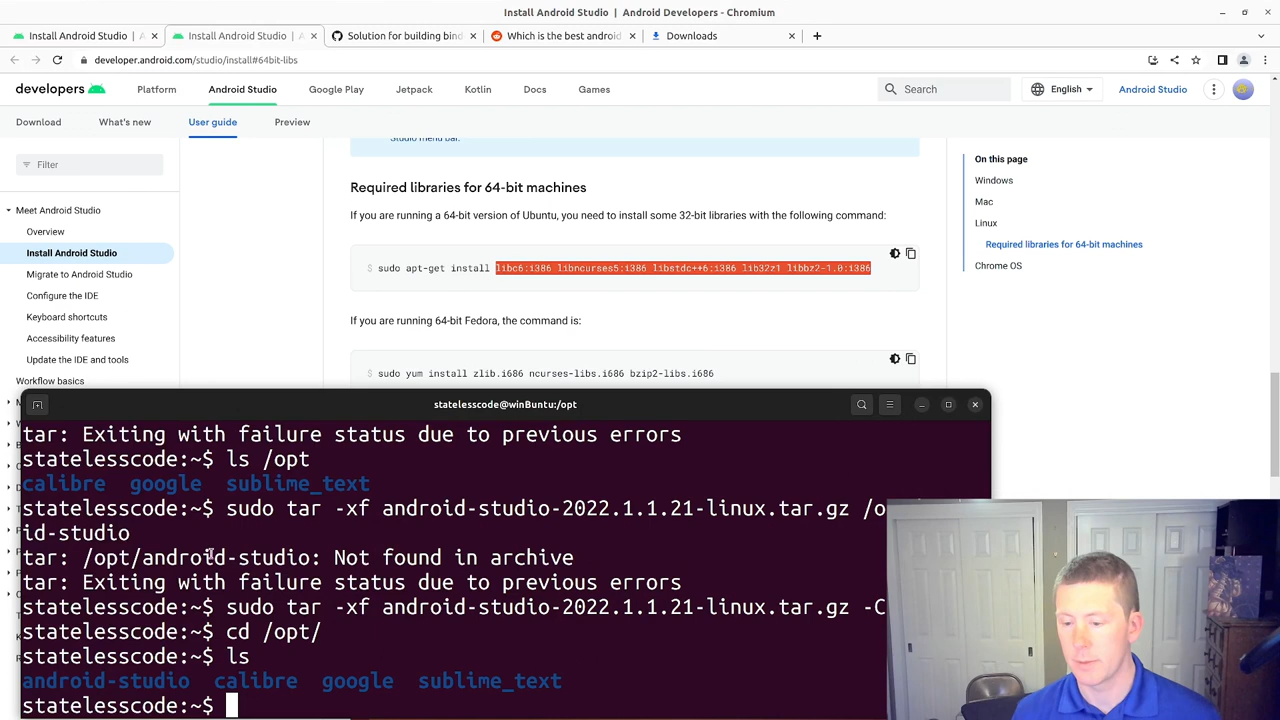 Install Android Studio | Android Developers - Chromium
Install Android Studio | A
Install Android Studio | A
Solution for building bind
Which is the best android
Downloads
developer.android.com/studio/install#64bit-libs
developers
Platform
Android Studio
Google Play
Jetpack
Kotlin
Docs
Games
Search
English
Android Studio
Download
What's new
User guide
Preview
Filter
Studio menu bar.
On this page
Windows
Mac
Linux
Required libraries for 64-bit machines
Chrome OS
Meet Android Studio
Overview
Install Android Studio
Migrate to Android Studio
Configure the IDE
Keyboard shortcuts
Accessibility features
Update the IDE and tools
Workflow basics
Required libraries for 64-bit machines
If you are running a 64-bit version of Ubuntu, you need to install some 32-bit libraries with the following command:
$ sudo apt-get install libc6:i386 libncurses5:i386 libstdc++6:i386 lib32z1 libbz2-1.0:i386
If you are running 64-bit Fedora, the command is:
$ sudo yum install zlib.i686 ncurses-libs.i686 bzip2-libs.i686
statelesscode@winBuntu:/opt
tar: Exiting with failure status due to previous errors
statelesscode:~$ ls /opt
calibre google sublime_text
statelesscode:~$ sudo tar -xf android-studio-2022.1.1.21-linux.tar.gz /o
id-studio
tar: /opt/android-studio: Not found in archive
tar: Exiting with failure status due to previous errors
statelesscode:~$ sudo tar -xf android-studio-2022.1.1.21-linux.tar.gz -C
statelesscode:~$ cd /opt/
statelesscode:~$ ls
android-studio calibre google sublime_text
statelesscode:~$